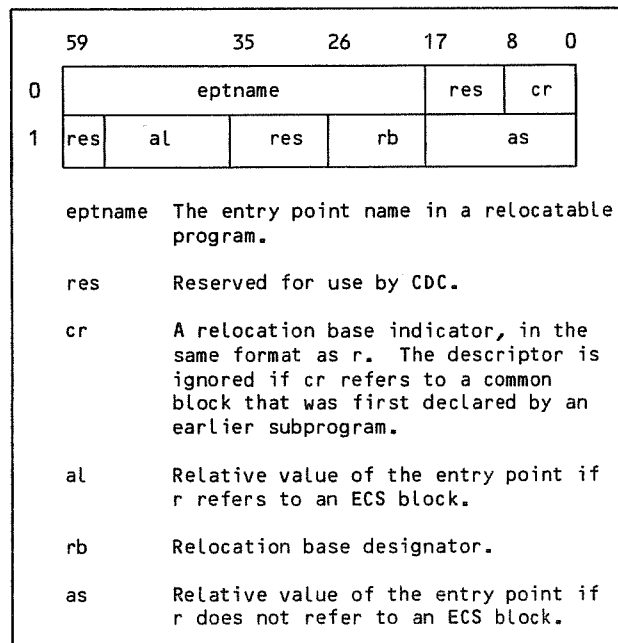 59 35 26 17 8 0
0 eptname res cr
1 res al res rb as
eptname The entry point name in a relocatable
program.
res Reserved for use by CDC.
cr A relocation base indicator, in the
same format as r. The descriptor is
ignored if cr refers to a common
block that was first declared by an
earlier subprogram.
al Relative value of the entry point if
r refers to an ECS block.
rb Relocation base designator.
as Relative value of the entry point if
r does not refer to an ECS block.